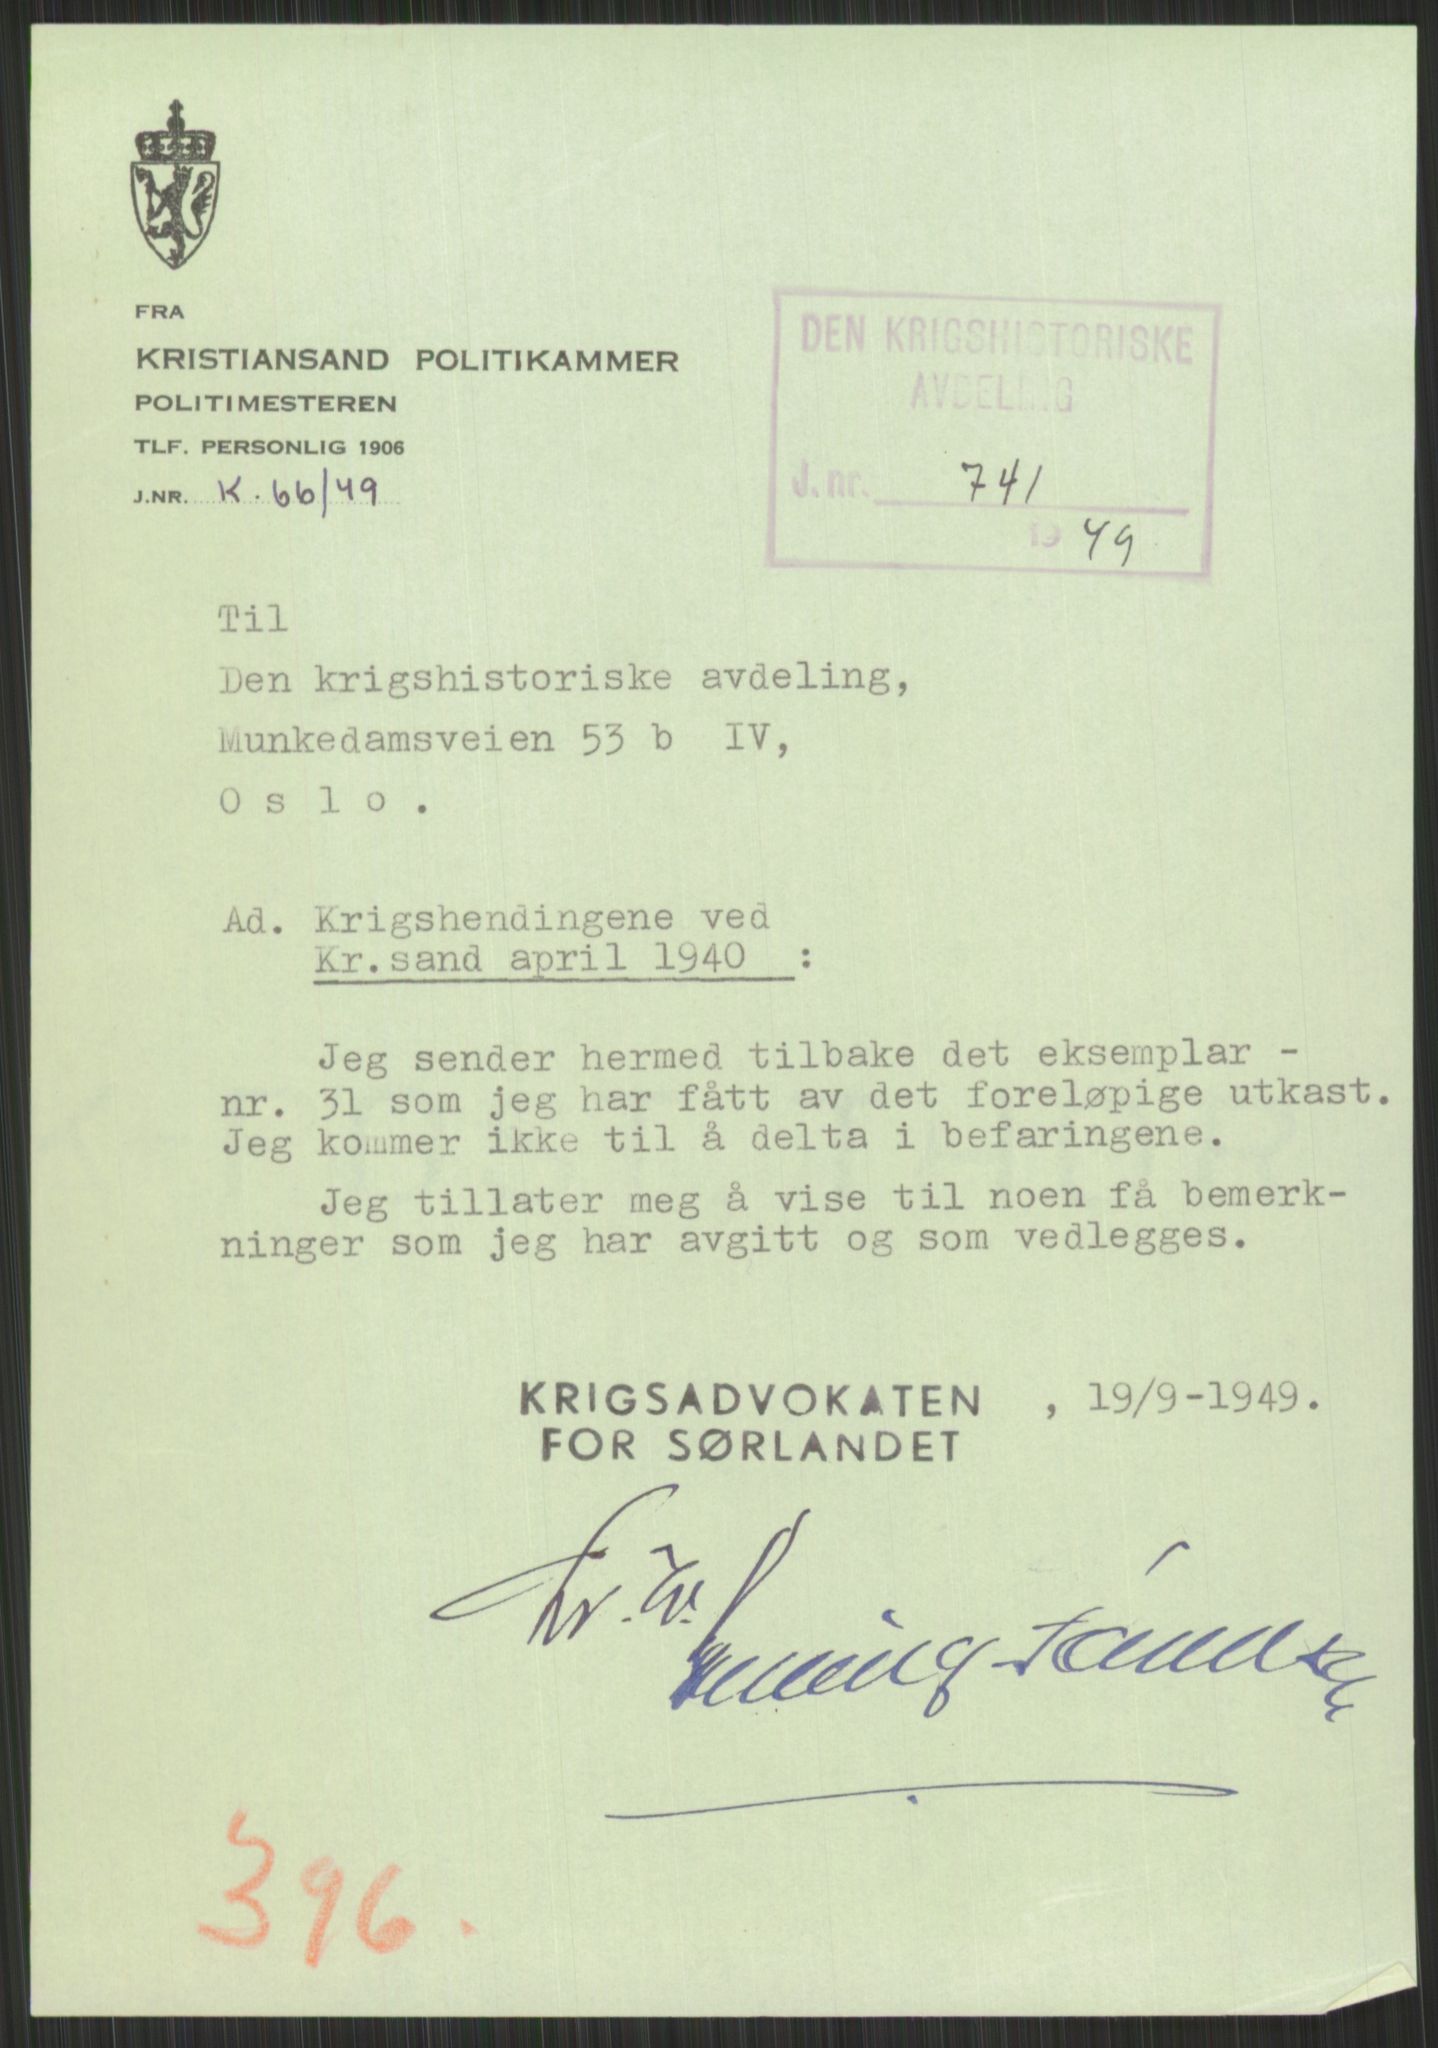 FRA
KRISTIANSAND POLITIKAMMER
POLITIMESTEREN
TLF. PERSONLIG 1906
J.NR. K. 66/49
DEN KRIGSHISTORISKE
AVDELING
J. nr. 741
19 49
Til
Den krigshistoriske avdeling,
Munkedamsveien 53 b IV,
O s l o .
Ad. Krigshendingene ved
Kr.sand april 1940 :
Jeg sender hermed tilbake det eksemplar -
nr. 31 som jeg har fått av det foreløpige utkast.
Jeg kommer ikke til å delta i befaringene.
Jeg tillater meg å vise til noen få bemerk-
ninger som jeg har avgitt og som vedlegges.
KRIGSADVOKATEN , 19/9-1949.
FOR SØRLANDET
396.